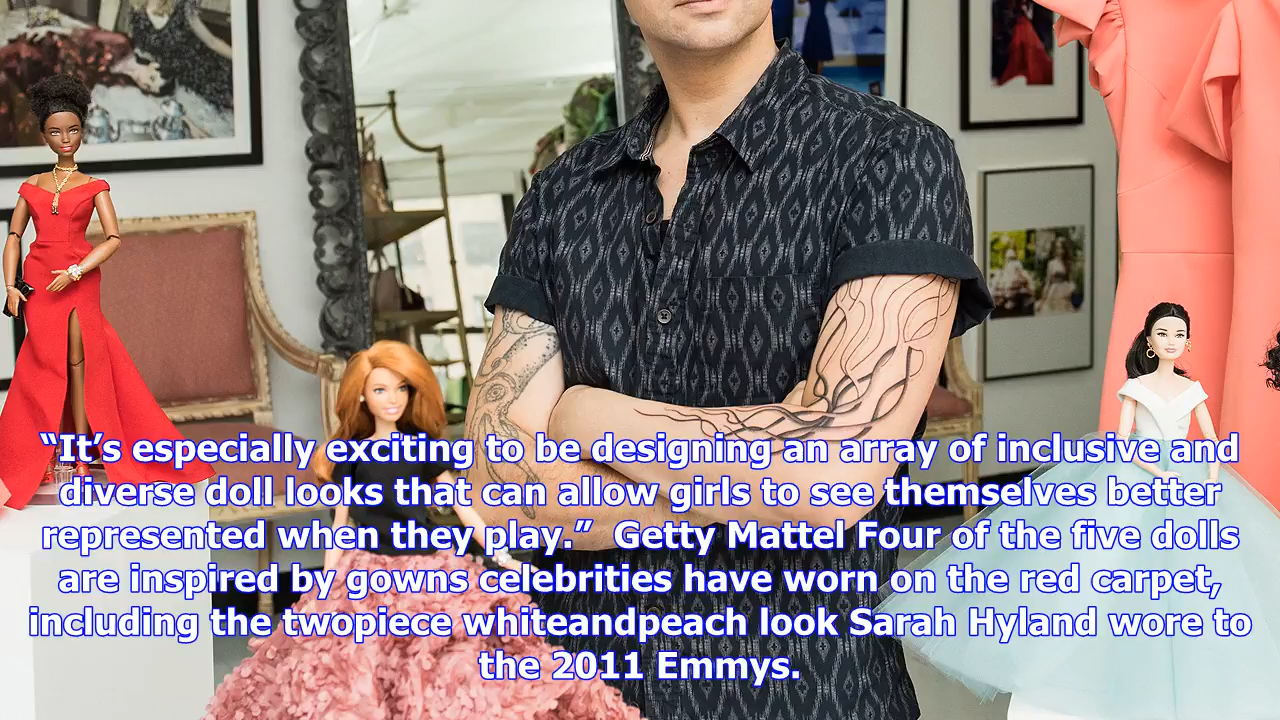 “It’s especially exciting to be designing an array of inclusive and
diverse doll looks that can allow girls to see themselves better
represented when they play.”  Getty Mattel Four of the five dolls
are inspired by gowns celebrities have worn on the red carpet,
including the twopiece whiteandpeach look Sarah Hyland wore to
the 2011 Emmys.